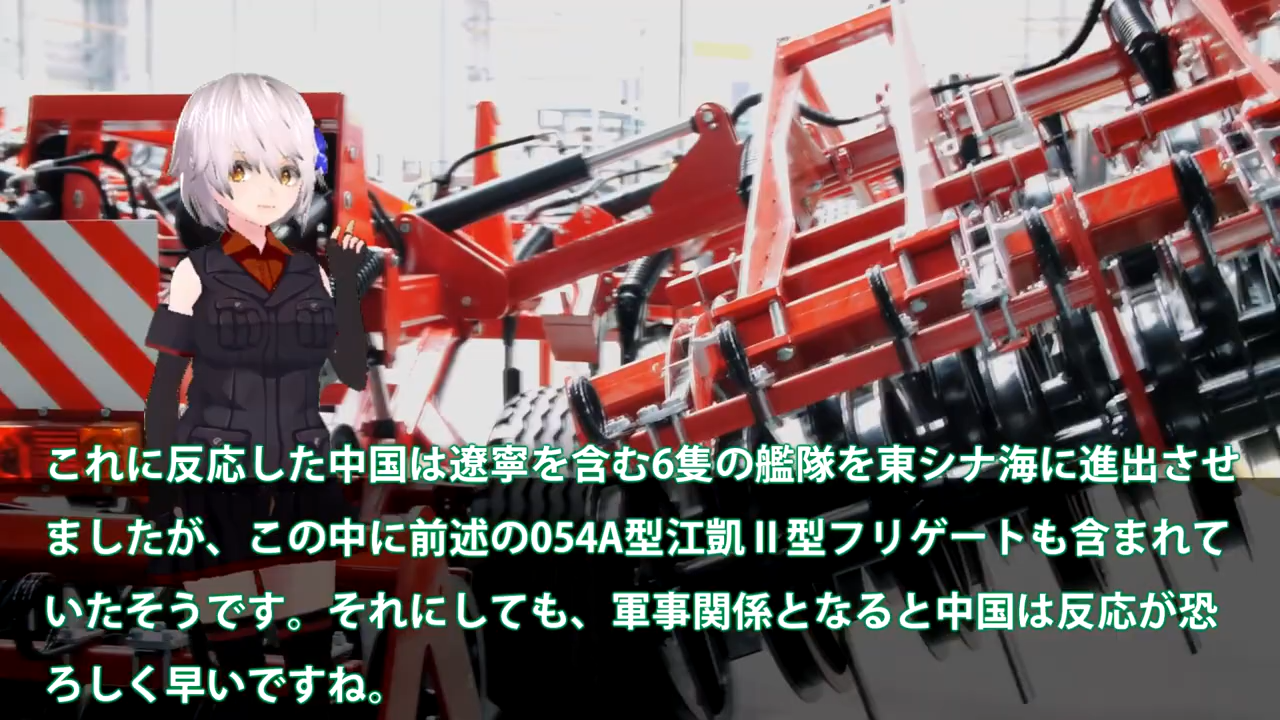 これに反応した中国は遼寧を含む6隻の艦隊を東シナ海に進出させ
ましたが、この中に前述の054A型江凱Ⅱ型フリゲートも含まれて
いたそうです。それにしても、軍事関係となると中国は反応が恐
ろしく早いですね。